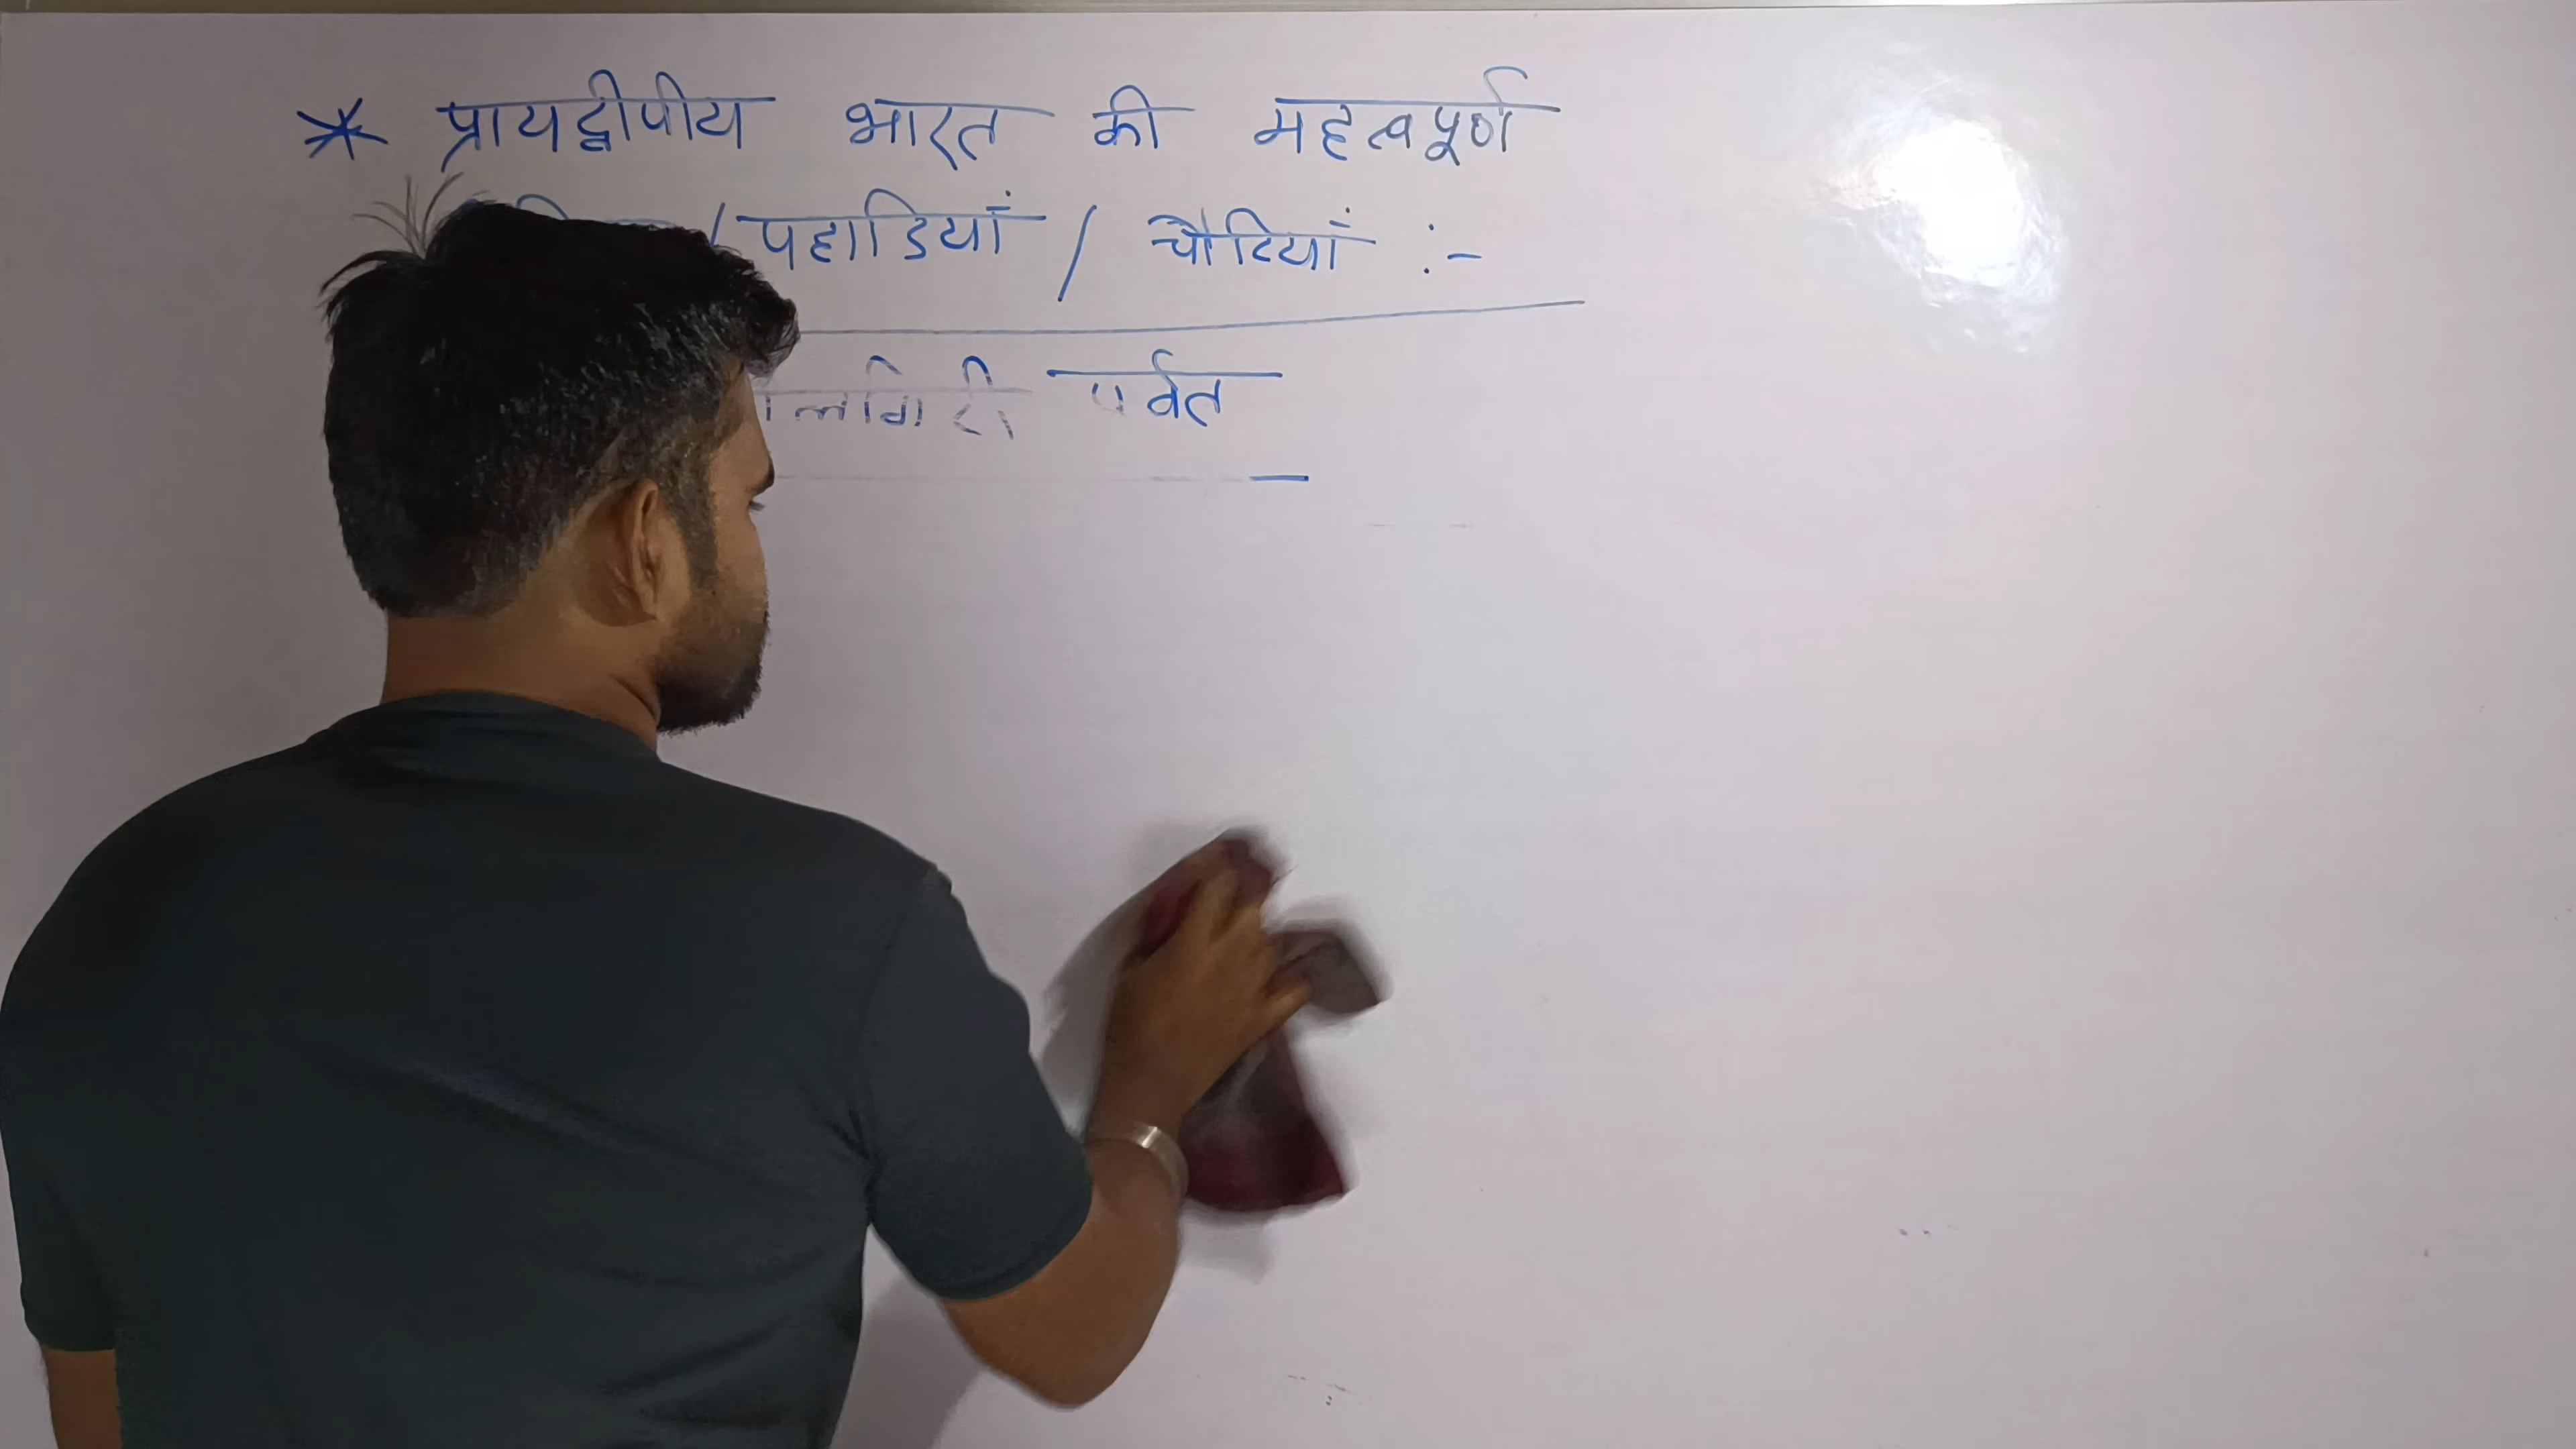 * प्रायद्वीपीय भारत की महत्वपूर्ण
/ पहाडियाँ / चौटियाँ :-
पर्वत